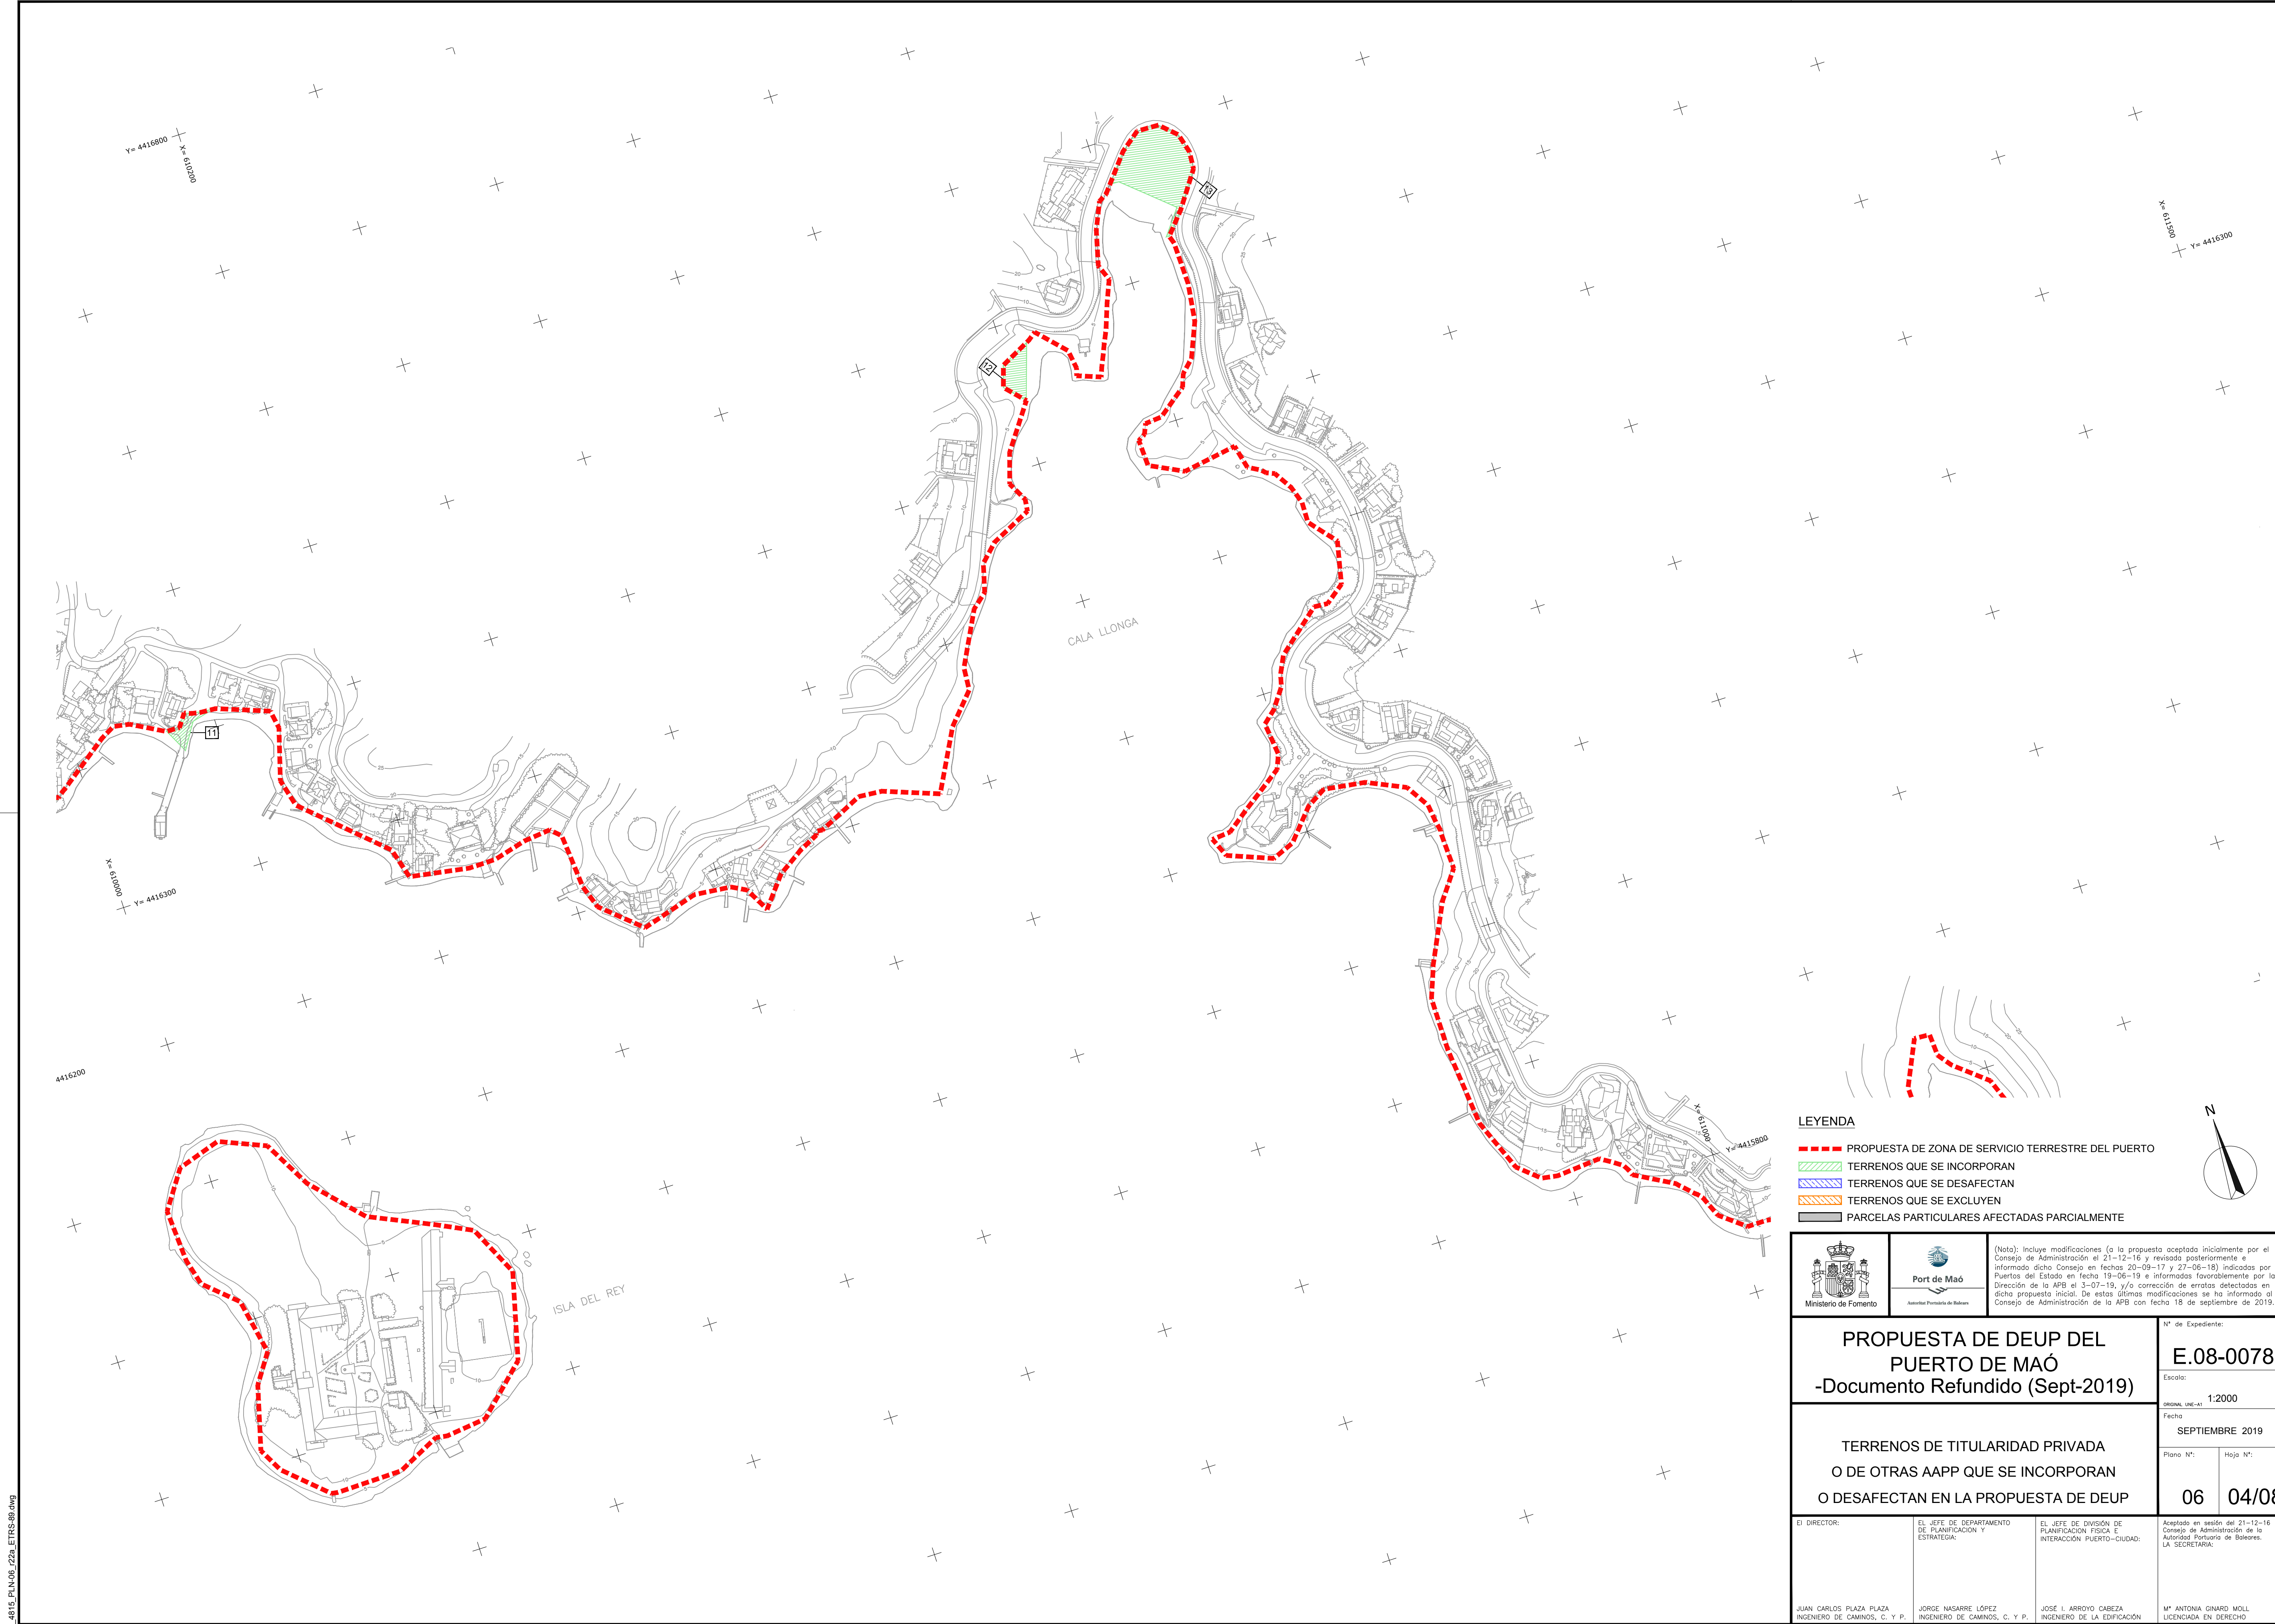 Y= 4416800
X= 610200
X= 611500
Y= 4416300
13
12
11
CALA LLONGA
X= 610000
Y= 4416300
4416200
X= 611000
Y= 4415800
ISLA DEL REY
LEYENDA
PROPUESTA DE ZONA DE SERVICIO TERRESTRE DEL PUERTO
TERRENOS QUE SE INCORPORAN
TERRENOS QUE SE DESAFECTAN
TERRENOS QUE SE EXCLUYEN
PARCELAS PARTICULARES AFECTADAS PARCIALMENTE
N
Ministerio de Fomento
Port de Maó
Autoritat Portuària de Balears
(Nota): Incluye modificaciones (a la propuesta aceptada inicialmente por el
Consejo de Administración el 21-12-16 y revisada posteriormente e
informado dicho Consejo en fechas 20-09-17 y 27-06-18) indicadas por
Puertos del Estado en fecha 19-06-19 e informadas favorablemente por la
Dirección de la APB el 3-07-19, y/o corrección de erratas detectadas en
dicha propuesta inicial. De estas últimas modificaciones se ha informado al
Consejo de Administración de la APB con fecha 18 de septiembre de 2019.
PROPUESTA DE DEUP DEL
PUERTO DE MAÓ
-Documento Refundido (Sept-2019)
Nº de Expediente:
E.08-0078
Escala:
1:2000
ORIGINAL UNE-A1
Fecha
SEPTIEMBRE 2019
Plano Nº:
06
Hoja Nº:
04/08
TERRENOS DE TITULARIDAD PRIVADA
O DE OTRAS AAPP QUE SE INCORPORAN
O DESAFECTAN EN LA PROPUESTA DE DEUP
El DIRECTOR:
JUAN CARLOS PLAZA PLAZA
INGENIERO DE CAMINOS, C. Y P.
EL JEFE DE DEPARTAMENTO
DE PLANIFICACION Y
ESTRATEGIA:
JORGE NASARRE LÓPEZ
INGENIERO DE CAMINOS, C. Y P.
EL JEFE DE DIVISIÓN DE
PLANIFICACION FISICA E
INTERACCIÓN PUERTO-CIUDAD:
JOSÉ I. ARROYO CABEZA
INGENIERO DE LA EDIFICACIÓN
Aceptado en sesión del 21-12-16
Consejo de Administración de la
Autoridad Portuaria de Baleares.
LA SECRETARIA:
Mª ANTONIA GINARD MOLL
LICENCIADA EN DERECHO
_4815_PLN-06_r22a_ETRS-89.dwg